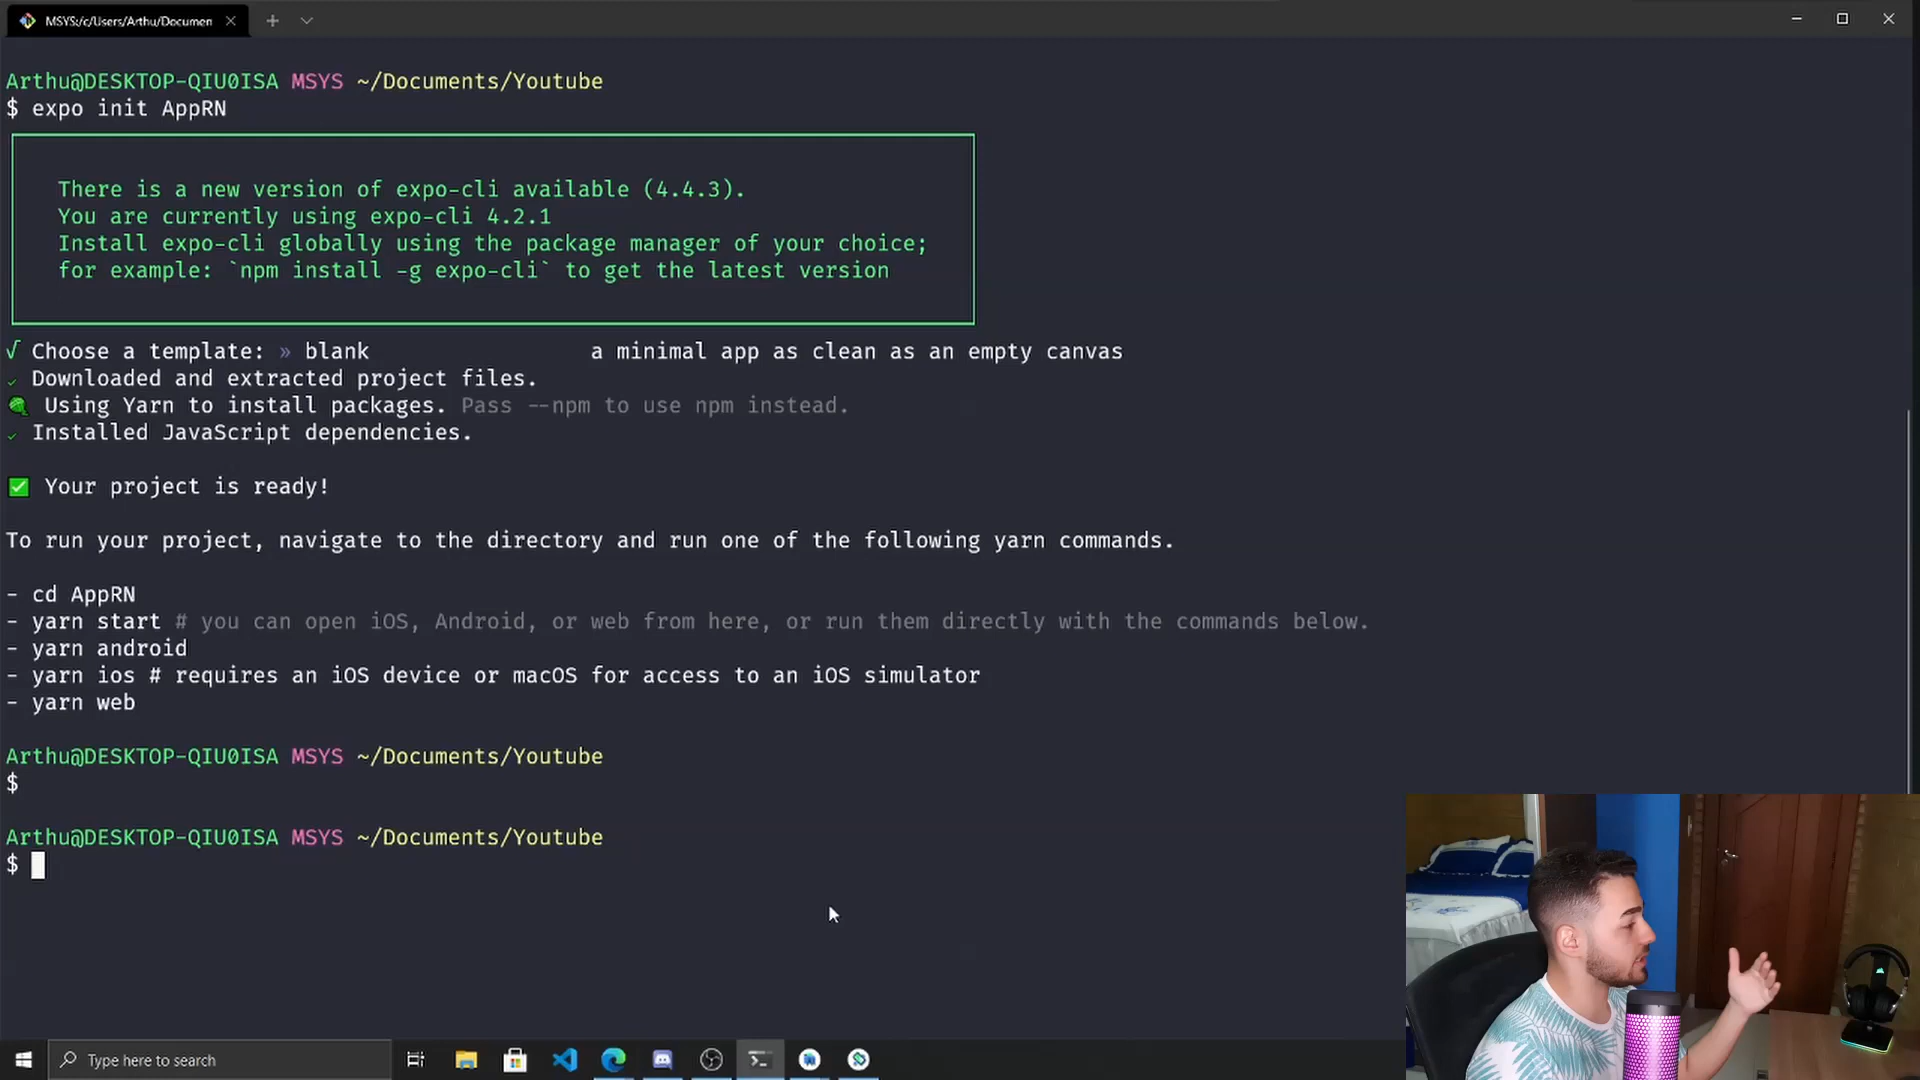 MSYS:/c/Users/Arthu/Documen
Arthu@DESKTOP-QIU0ISA MSYS ~/Documents/Youtube
$ expo init AppRN
There is a new version of expo-cli available (4.4.3).
You are currently using expo-cli 4.2.1
Install expo-cli globally using the package manager of your choice;
for example: `npm install -g expo-cli` to get the latest version
√ Choose a template: » blank a minimal app as clean as an empty canvas
✓ Downloaded and extracted project files.
🧶 Using Yarn to install packages. Pass --npm to use npm instead.
✓ Installed JavaScript dependencies.
✅ Your project is ready!
To run your project, navigate to the directory and run one of the following yarn commands.
- cd AppRN
- yarn start # you can open iOS, Android, or web from here, or run them directly with the commands below.
- yarn android
- yarn ios # requires an iOS device or macOS for access to an iOS simulator
- yarn web
Arthu@DESKTOP-QIU0ISA MSYS ~/Documents/Youtube
$
Arthu@DESKTOP-QIU0ISA MSYS ~/Documents/Youtube
$
Type here to search